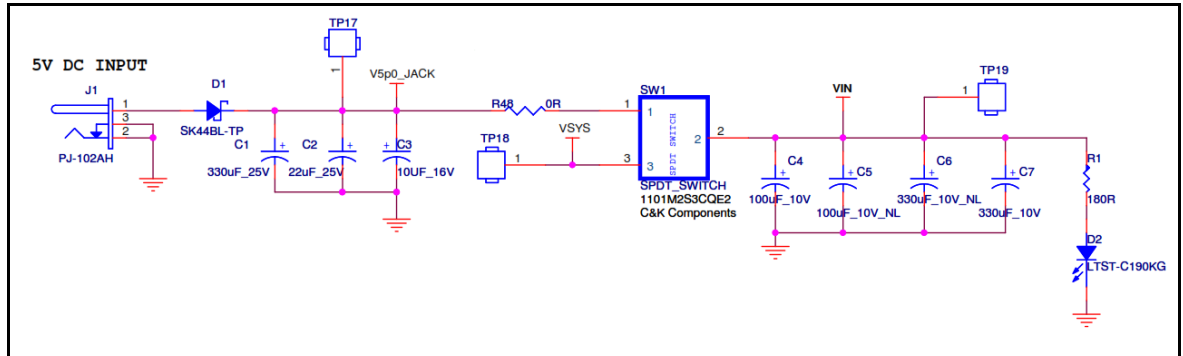 TP17
5V DC INPUT
J1
1
3
2
PJ-102AH
D1
SK44BL-TP
1
V5p0_JACK
C1
330uF_25V
C2
22uF_25V
C3
10UF_16V
R48
0R
TP18
1
VSYS
SW1
1
1
3
3
2
2
SPDT SWITCH
SPDT_SWITCH
1101M2S3CQE2
C&K Components
VIN
TP19
1
C4
100uF_10V
C5
100uF_10V_NL
C6
330uF_10V_NL
C7
330uF_10V
R1
180R
D2
LTST-C190KG